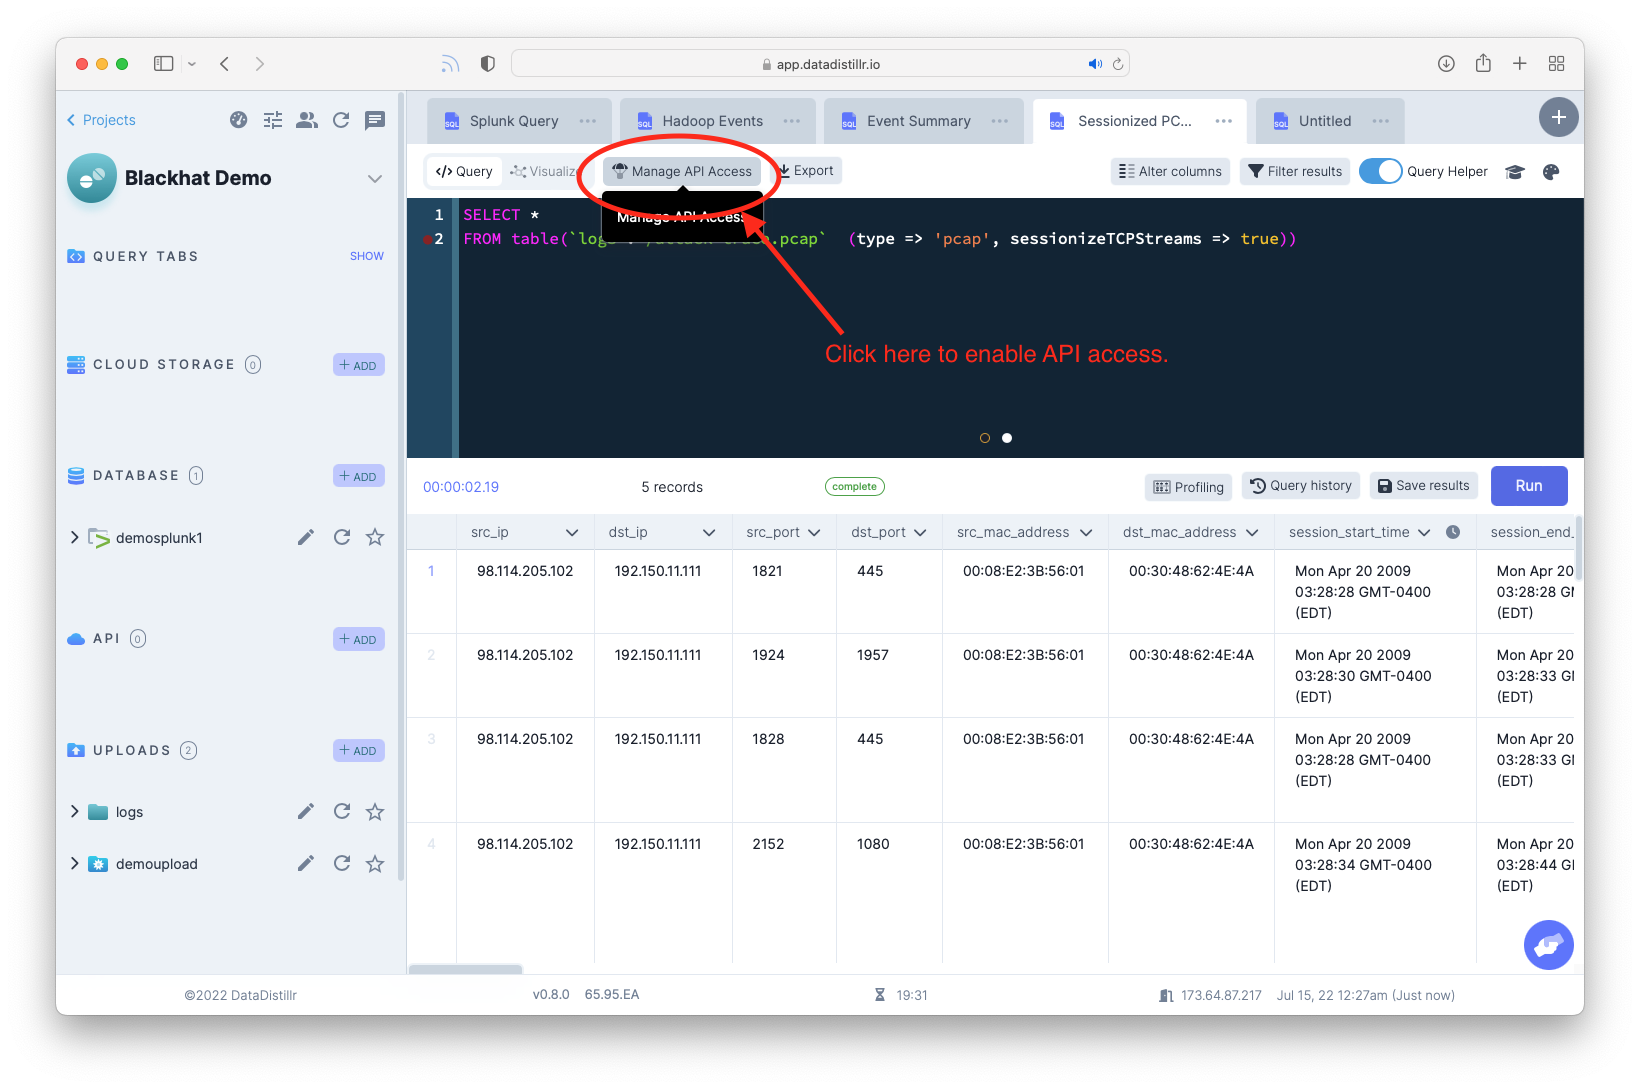 app.datadistillr.io
Projects
Blackhat Demo
QUERY TABS
SHOW
CLOUD STORAGE 0
+ ADD
DATABASE 1
+ ADD
demosplunk1
API 0
+ ADD
UPLOADS 2
+ ADD
logs
demoupload
Splunk Query
Hadoop Events
Event Summary
Sessionized PC...
Untitled
</> Query
Visualiz
Manage API Access
Export
Alter columns
Filter results
Query Helper
Manage API Access
1 SELECT *
2 FROM table(`logs .pcap` (type => 'pcap', sessionizeTCPStreams => true))
Click here to enable API access.
00:00:02.19
5 records
complete
Profiling
Query history
Save results
Run
src_ip dst_ip src_port dst_port src_mac_address dst_mac_address session_start_time session_end_
1 98.114.205.102 192.150.11.111 1821 445 00:08:E2:3B:56:01 00:30:48:62:4E:4A Mon Apr 20 2009 Mon Apr 20
03:28:28 GMT-0400 03:28:28 GM
(EDT) (EDT)
2 98.114.205.102 192.150.11.111 1924 1957 00:08:E2:3B:56:01 00:30:48:62:4E:4A Mon Apr 20 2009 Mon Apr 20
03:28:30 GMT-0400 03:28:33 GM
(EDT) (EDT)
3 98.114.205.102 192.150.11.111 1828 445 00:08:E2:3B:56:01 00:30:48:62:4E:4A Mon Apr 20 2009 Mon Apr 20
03:28:28 GMT-0400 03:28:33 GM
(EDT) (EDT)
4 98.114.205.102 192.150.11.111 2152 1080 00:08:E2:3B:56:01 00:30:48:62:4E:4A Mon Apr 20 2009 Mon Apr 20
03:28:34 GMT-0400 03:28:44 GM
(EDT) (EDT)
©2022 DataDistillr
v0.8.0 65.95.EA
19:31
173.64.87.217 Jul 15, 22 12:27am (Just now)